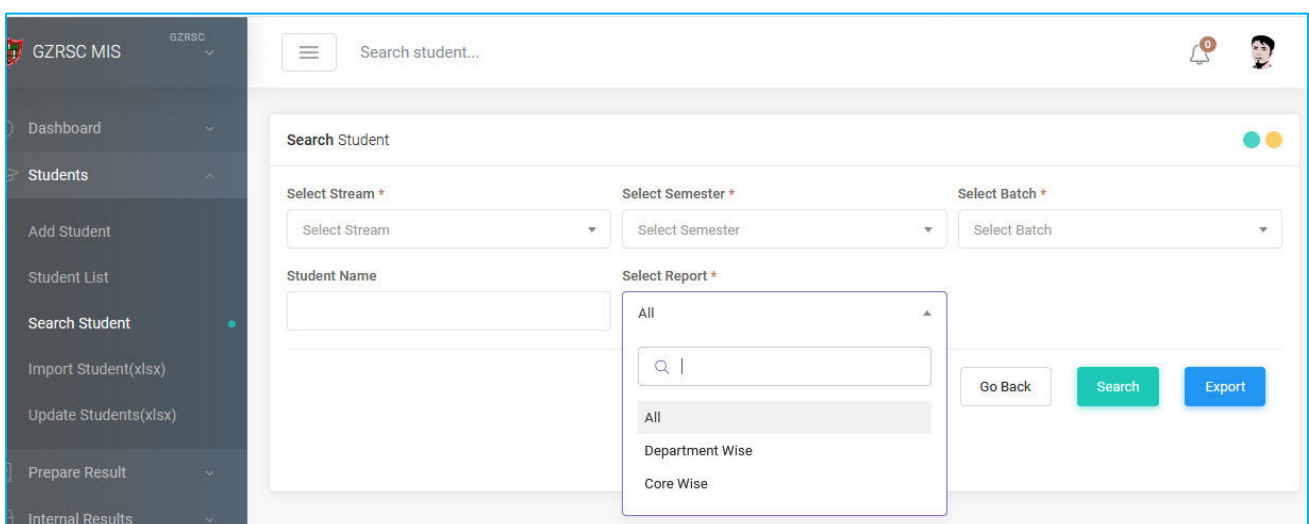 GZRSC MIS
GZRSC
Search student...
0
Dashboard
Students
Add Student
Student List
Search Student
Import Student(xlsx)
Update Students(xlsx)
Prepare Result
Internal Results
Search Student
Select Stream *
Select Semester *
Select Batch *
Select Stream
Select Semester
Select Batch
Student Name
Select Report *
All
All
Department Wise
Core Wise
Go Back
Search
Export